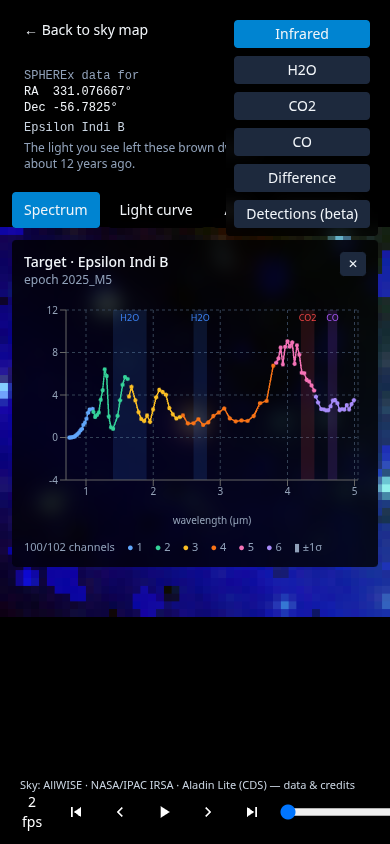 ← Back to sky map
Infrared
H2O
CO2
CO
Difference
Detections (beta)
SPHEREx data for
RA 331.076667°
Dec -56.7825°
Epsilon Indi B
The light you see left these brown
about 12 years ago.
Spectrum
Light curve
Target · Epsilon Indi B
×
epoch 2025_M5
12
8
4
0
-4
H2O
H2O
CO2
CO
1
2
3
4
5
wavelength (μm)
100/102 channels
1
2
3
4
5
6
±1σ
Sky: AllWISE · NASA/IPAC IRSA · Aladin Lite (CDS) — data & credits
2
fps